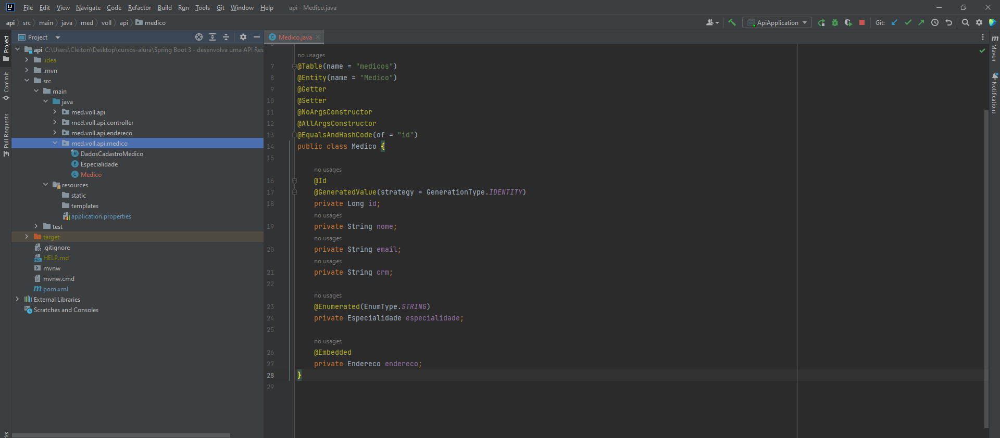 File Edit View Navigate Code Refactor Build Run Tools Git Window Help api - Medico.java
api src main java med voll api medico
ApiApplication
Git:
Project
Medico.java
Project
Commit
Pull Requests
api C:\Users\Cleiton\Desktop\cursos-alura\Spring Boot 3 - desenvolva uma API Res
.idea
.mvn
src
main
java
med.voll.api
med.voll.api.controller
med.voll.api.endereco
med.voll.api.medico
DadosCadastroMedico
Especialidade
Medico
resources
static
templates
application.properties
test
target
.gitignore
HELP.md
mvnw
mvnw.cmd
pom.xml
External Libraries
Scratches and Consoles
no usages
7 @Table(name = "medicos")
8 @Entity(name = "Medico")
9 @Getter
10 @Setter
11 @NoArgsConstructor
12 @AllArgsConstructor
13 @EqualsAndHashCode(of = "id")
14 public class Medico {
15
no usages
16 @Id
17 @GeneratedValue(strategy = GenerationType.IDENTITY)
18 private Long id;
no usages
19 private String nome;
no usages
20 private String email;
no usages
21 private String crm;
22
no usages
23 @Enumerated(EnumType.STRING)
24 private Especialidade especialidade;
25
no usages
26 @Embedded
27 private Endereco endereco;
28 }
29
Maven
Notifications